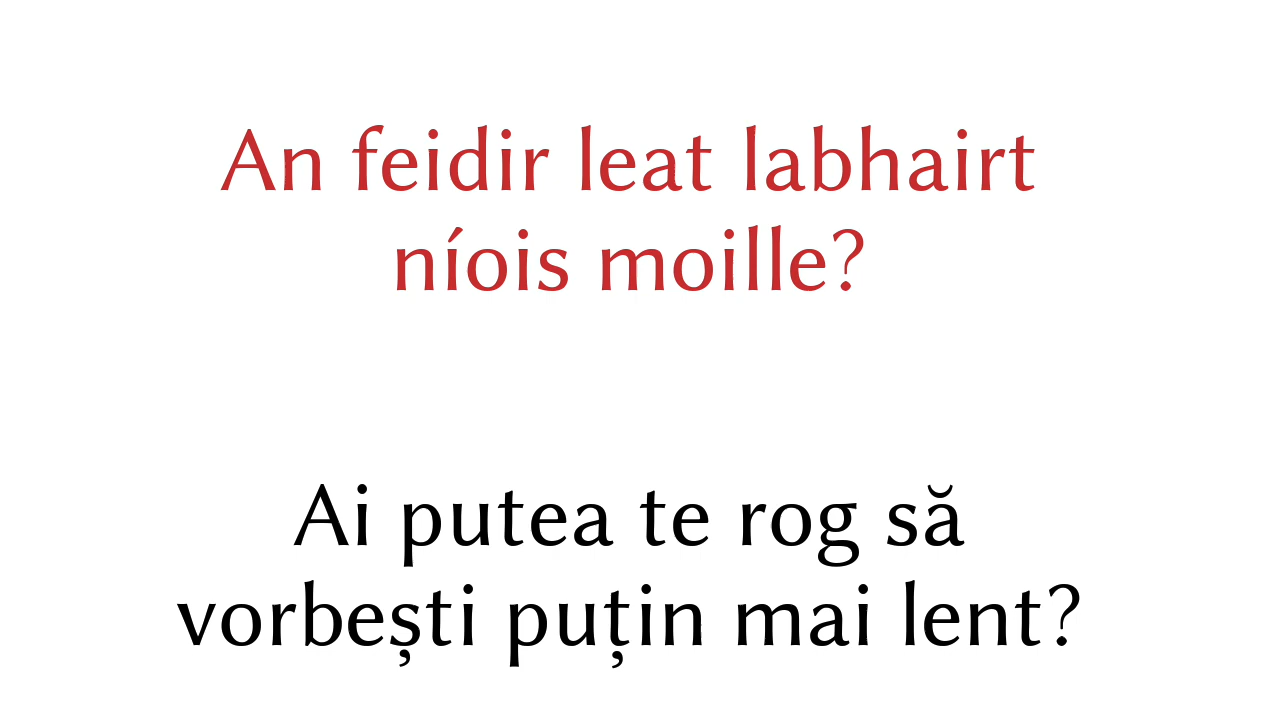 An feidir leat labhairt
níois moille?
Ai putea te rog să
vorbești puțin mai lent?